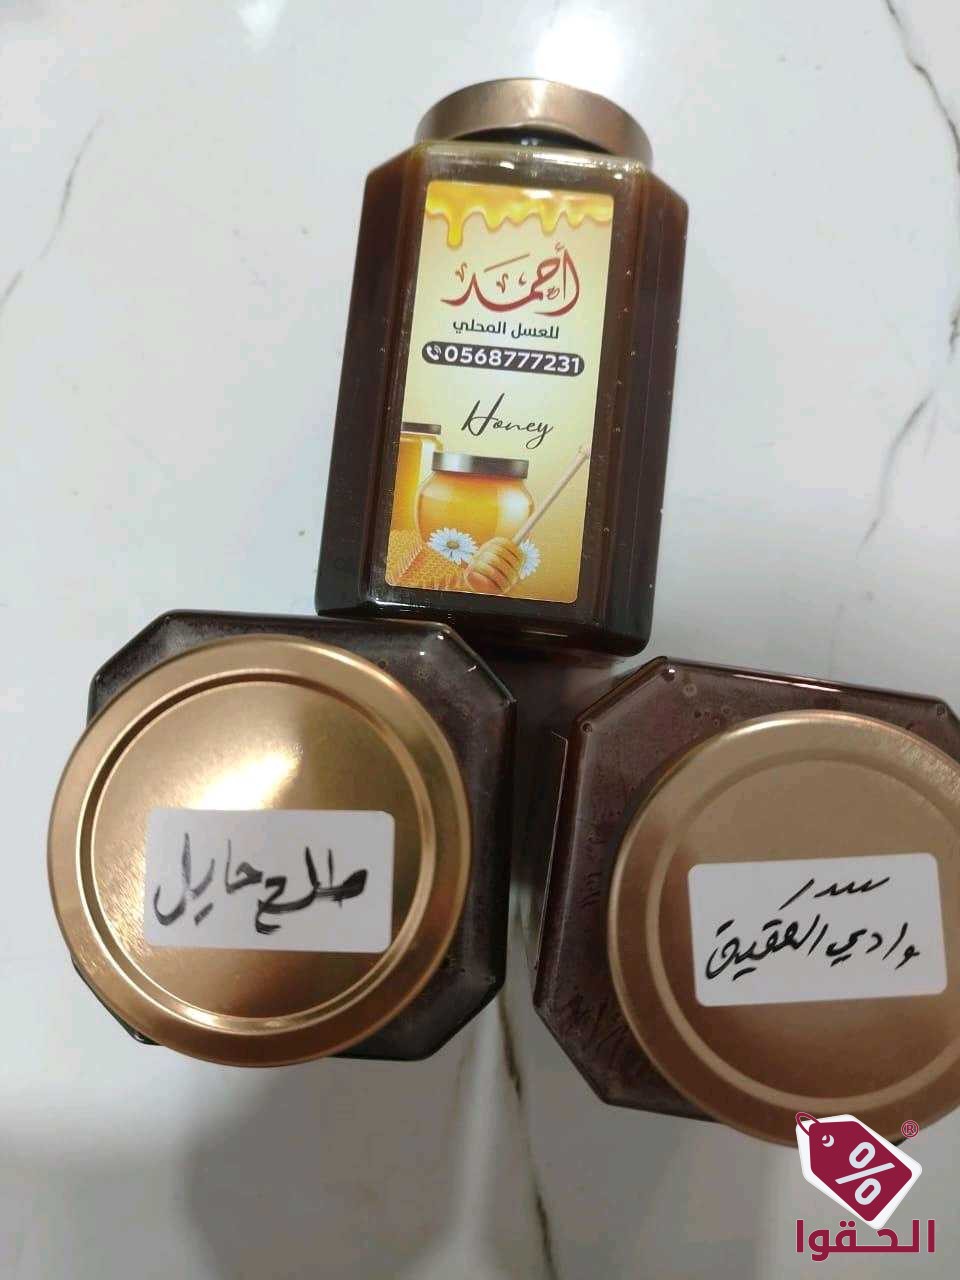 أحمد
للعسل المحلي
0568777231
Honey
طلح حايل
سدر
وادي العقيق
%
®
الحقوا